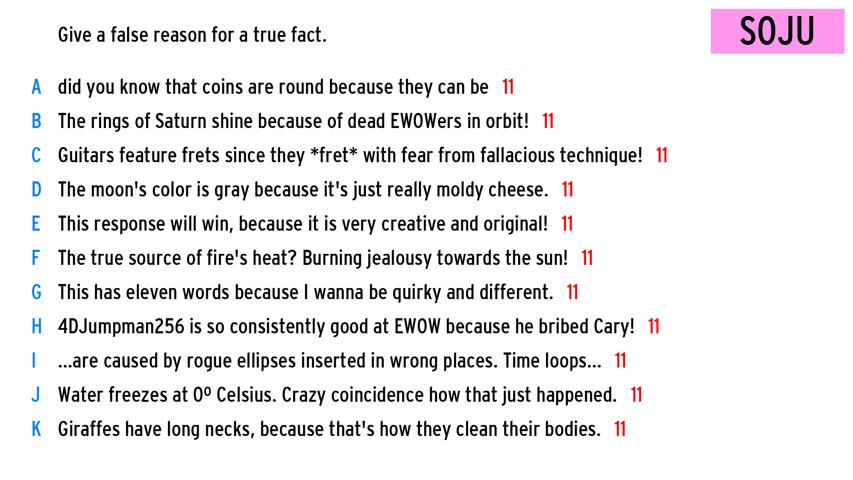 Give a false reason for a true fact.
SOJU
A did you know that coins are round because they can be 11
B The rings of Saturn shine because of dead EWOWers in orbit! 11
C Guitars feature frets since they *fret* with fear from fallacious technique! 11
D The moon's color is gray because it's just really moldy cheese. 11
E This response will win, because it is very creative and original! 11
F The true source of fire's heat? Burning jealousy towards the sun! 11
G This has eleven words because I wanna be quirky and different. 11
H 4DJumpman256 is so consistently good at EWOW because he bribed Cary! 11
I ...are caused by rogue ellipses inserted in wrong places. Time loops... 11
J Water freezes at 0º Celsius. Crazy coincidence how that just happened. 11
K Giraffes have long necks, because that's how they clean their bodies. 11